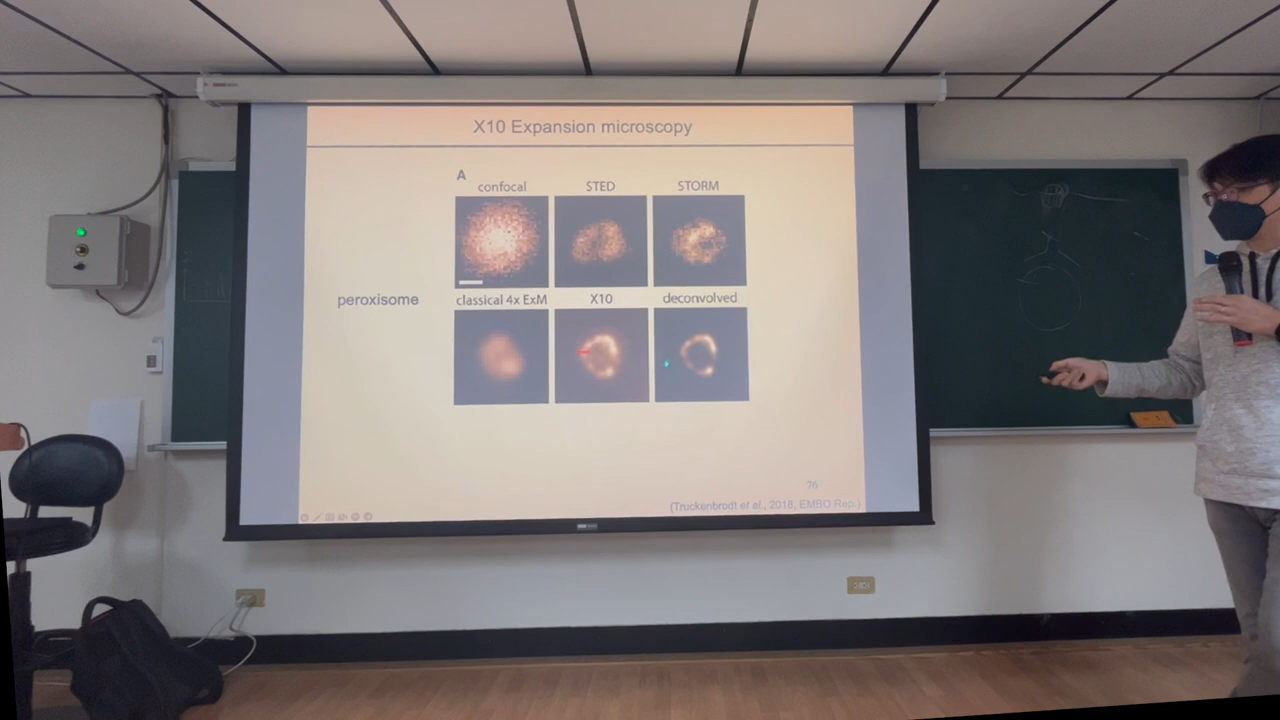 X10 Expansion microscopy
A
confocal STED STORM
peroxisome
classical 4x ExM X10 deconvolved
76
(Truckenbrodt et al., 2018, EMBO Rep.)